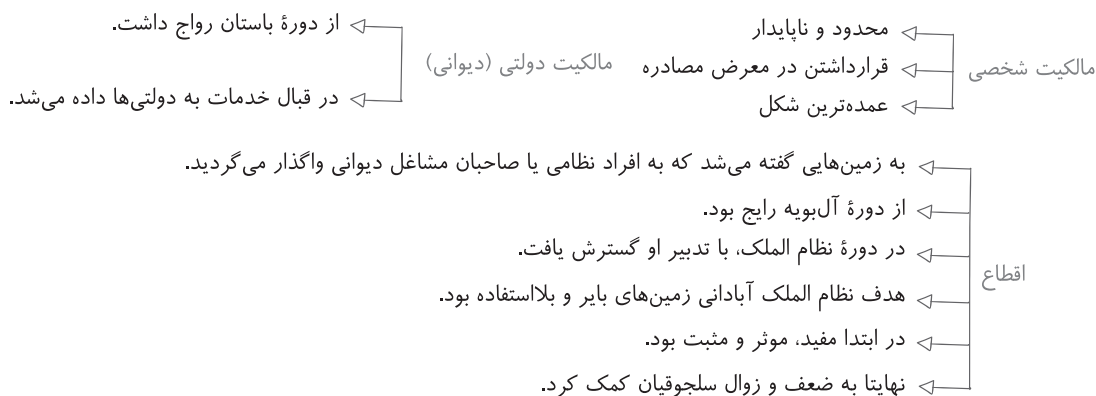 مالکیت شخصی
محدود و ناپایدار
قرارداشتن در معرض مصادره
عمده‌ترین شکل
مالکیت دولتی (دیوانی)
از دورۀ باستان رواج داشت.
در قبال خدمات به دولتی‌ها داده می‌شد.
اقطاع
به زمین‌هایی گفته می‌شد که به افراد نظامی یا صاحبان مشاغل دیوانی واگذار می‌گردید.
از دورۀ آل‌بویه رایج بود.
در دورۀ نظام الملک، با تدبیر او گسترش یافت.
هدف نظام الملک آبادانی زمین‌های بایر و بلااستفاده بود.
در ابتدا مفید، موثر و مثبت بود.
نهایتا به ضعف و زوال سلجوقیان کمک کرد.